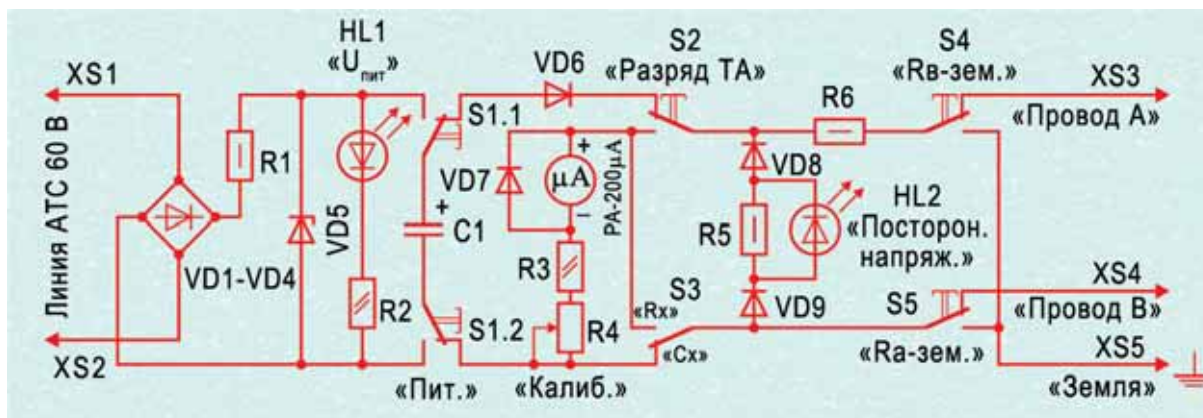 HL1
«Uпит»
XS1
R1
Линия АТС 60 В
VD1-VD4
XS2
VD5
R2
S1.1
+
C1
S1.2
«Пит.»
VD6
VD7
+
μA
–
PA-200μA
R3
R4
«Калиб.»
S2
«Разряд ТА»
S3
«Rx»
«Cx»
R6
VD8
R5
HL2
«Посторон.
напряж.»
VD9
S4
«Rв-зем.»
S5
«Ra-зем.»
XS3
«Провод А»
XS4
«Провод В»
XS5
«Земля»